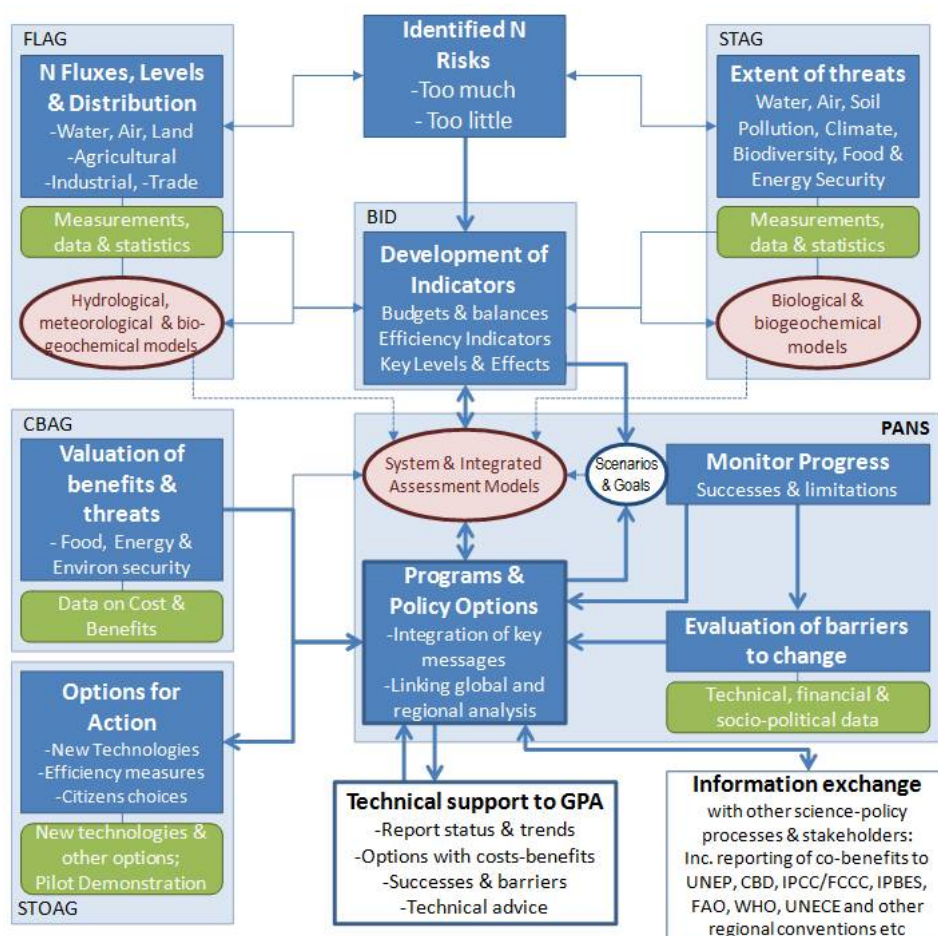 FLAG
N Fluxes, Levels
& Distribution
-Water, Air, Land
-Agricultural
-Industrial, -Trade
Measurements,
data & statistics
Hydrological,
meteorological & bio-
geochemical models
Identified N
Risks
-Too much
- Too little
STAG
Extent of threats
Water, Air, Soil
Pollution, Climate,
Biodiversity, Food &
Energy Security
Measurements,
data & statistics
Biological &
biogeochemical
models
BID
Development of
Indicators
Budgets & balances
Efficiency Indicators
Key Levels & Effects
CBAG
Valuation of
benefits &
threats
- Food, Energy &
Environ security
Data on Cost &
Benefits
PANS
System & Integrated
Assessment Models
Scenarios
& Goals
Monitor Progress
Successes & limitations
Programs &
Policy Options
-Integration of key
messages
-Linking global and
regional analysis
Evaluation of barriers
to change
Technical, financial &
socio-political data
Options for
Action
-New Technologies
-Efficiency measures
-Citizens choices
New technologies &
other options;
Pilot Demonstration
STOAG
Technical support to GPA
-Report status & trends
-Options with costs-benefits
-Successes & barriers
-Technical advice
Information exchange
with other science-policy
processes & stakeholders:
Inc. reporting of co-benefits to
UNEP, CBD, IPCC/FCCC, IPBES,
FAO, WHO, UNECE and other
regional conventions etc